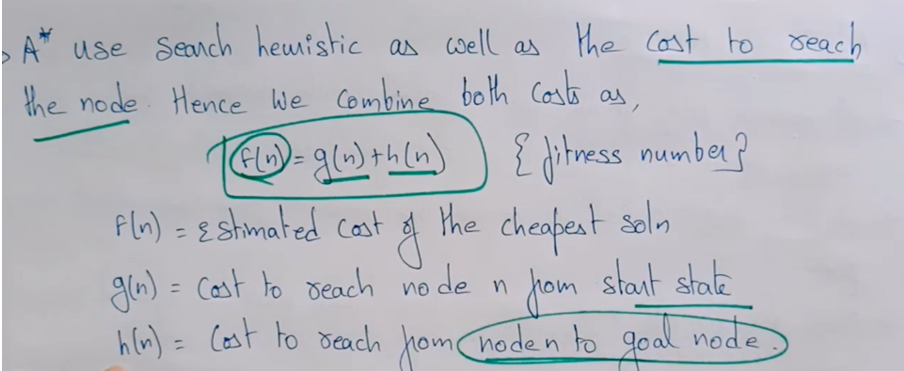 A* use search heuristic as well as the cost to reach
the node. Hence we combine both costs as,
f(n) = g(n) + h(n) {fitness number}
f(n) = Estimated cost of the cheapest soln
g(n) = cost to reach node n from start state
h(n) = cost to reach from node n to goal node.